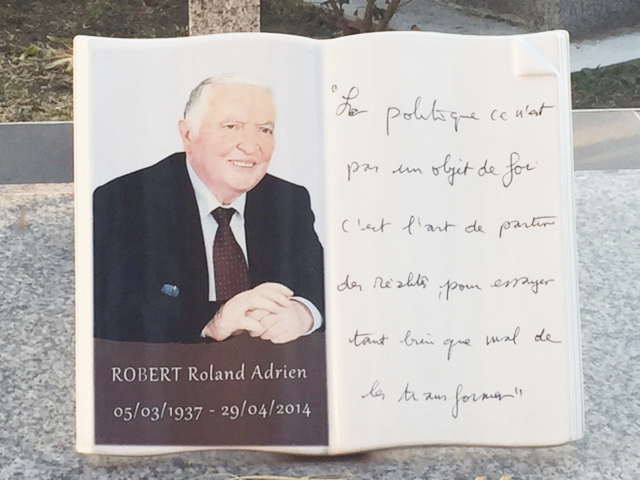 ROBERT Roland Adrien
05/03/1937 - 29/04/2014
"La politique ce n'est
pas un objet de foi
c'est l'art de partir
des réalités, pour essayer
tant bien que mal de
les transformer"